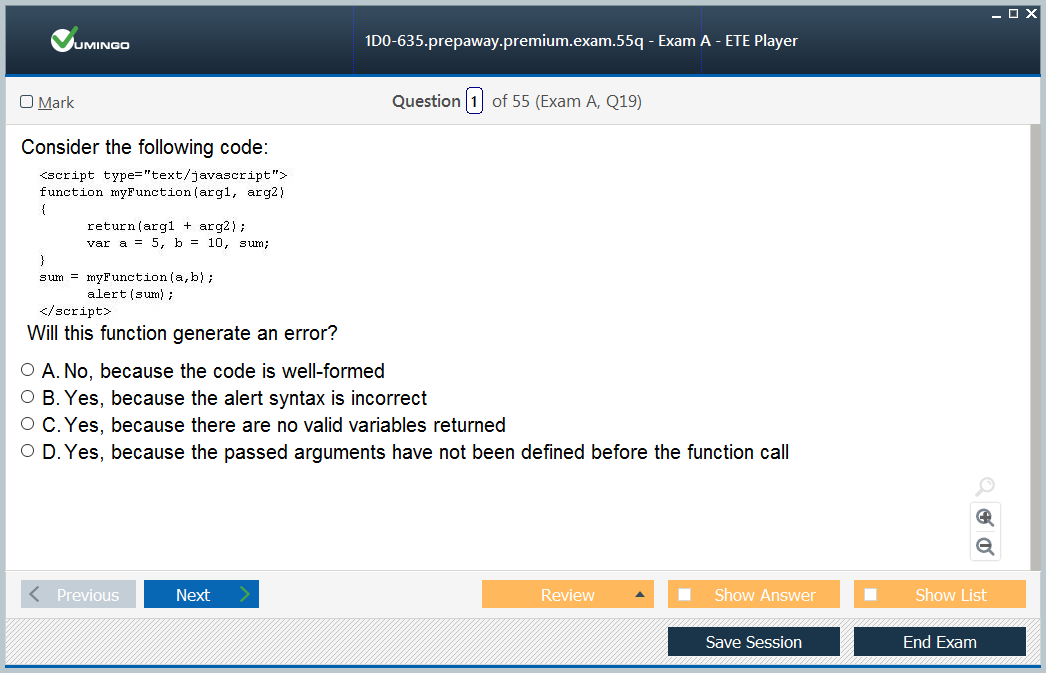 VUMINGO
1D0-635.prepaway.premium.exam.55q - Exam A - ETE Player
Mark
Question 1 of 55 (Exam A, Q19)
Consider the following code:
<script type="text/javascript">
function myFunction(arg1, arg2)
{
return(arg1 + arg2);
var a = 5, b = 10, sum;
}
sum = myFunction(a,b);
alert(sum);
</script>
Will this function generate an error?
A. No, because the code is well-formed
B. Yes, because the alert syntax is incorrect
C. Yes, because there are no valid variables returned
D. Yes, because the passed arguments have not been defined before the function call
Previous
Next
Review
Show Answer
Show List
Save Session
End Exam